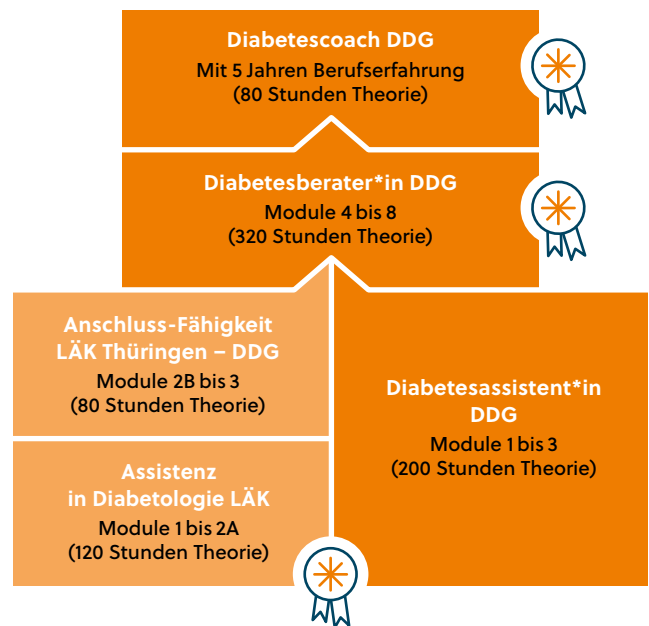 Diabetescoach DDG
Mit 5 Jahren Berufserfahrung
(80 Stunden Theorie)
Diabetesberater*in DDG
Module 4 bis 8
(320 Stunden Theorie)
Anschluss-Fähigkeit
LÄK Thüringen – DDG
Module 2B bis 3
(80 Stunden Theorie)
Assistenz
in Diabetologie LÄK
Module 1 bis 2A
(120 Stunden Theorie)
Diabetesassistent*in
DDG
Module 1 bis 3
(200 Stunden Theorie)